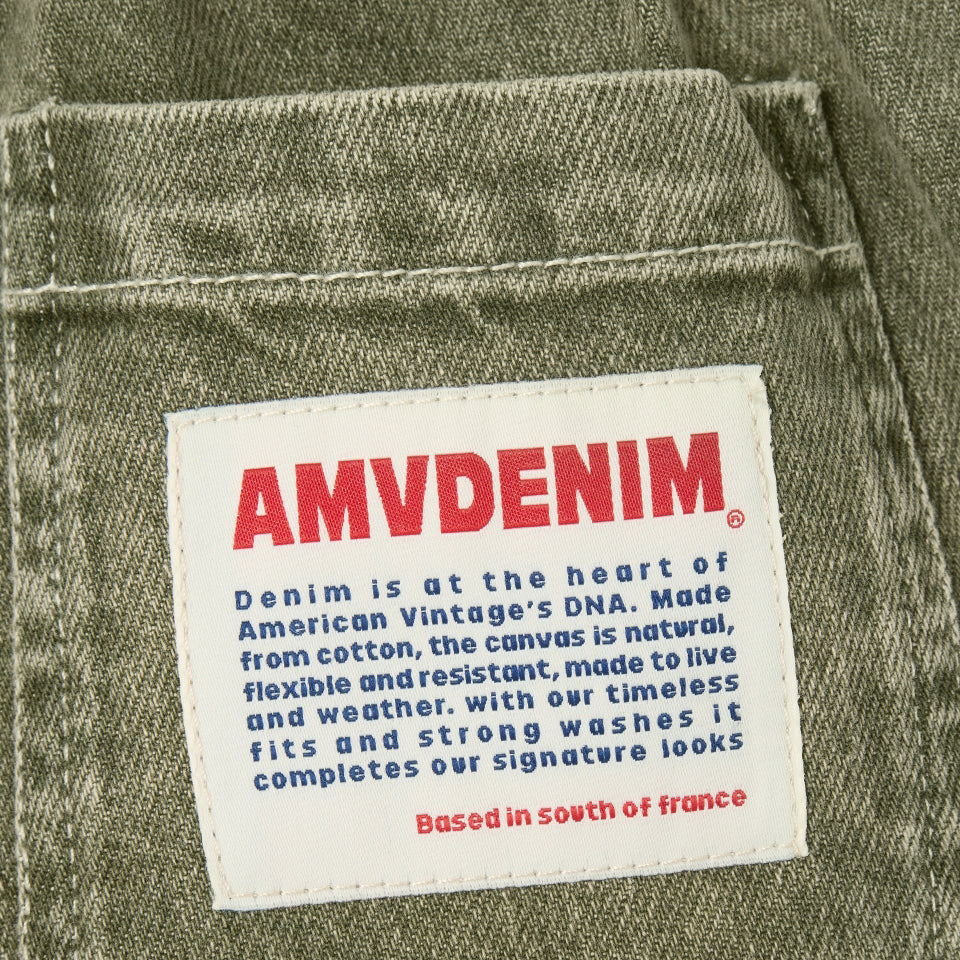 AMVDENIM®
Denim is at the heart of
American Vintage's DNA. Made
from cotton, the canvas is natural,
flexible and resistant, made to live
and weather. With our timeless
fits and strong washes it
completes our signature looks
Based in south of france